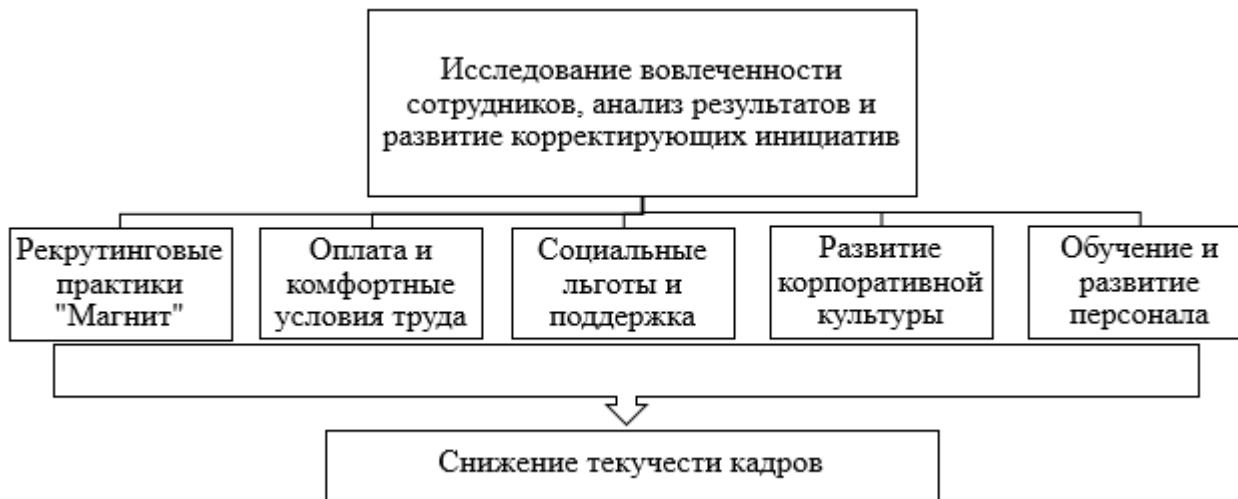 Исследование вовлеченности
сотрудников, анализ результатов и
развитие корректирующих инициатив
Рекрутинговые
практики
"Магнит"
Оплата и
комфортные
условия труда
Социальные
льготы и
поддержка
Развитие
корпоративной
культуры
Обучение и
развитие
персонала
Снижение текучести кадров